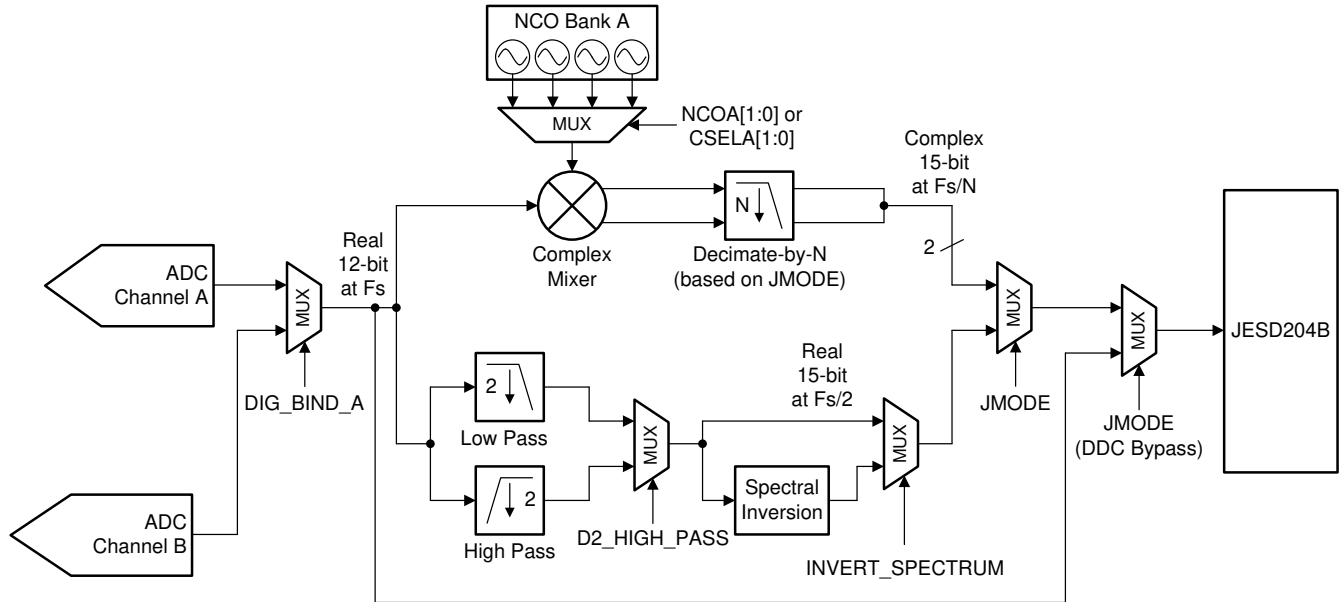 NCO Bank A
MUX
NCOA[1:0] or
CSELA[1:0]
Complex
15-bit
at Fs/N
N
2
Complex
Mixer
Decimate-by-N
(based on JMODE)
Real
12-bit
at Fs
ADC
Channel A
MUX
DIG_BIND_A
ADC
Channel B
2
Low Pass
2
High Pass
MUX
D2_HIGH_PASS
Real
15-bit
at Fs/2
Spectral
Inversion
MUX
INVERT_SPECTRUM
MUX
JMODE
MUX
JMODE
(DDC Bypass)
JESD204B